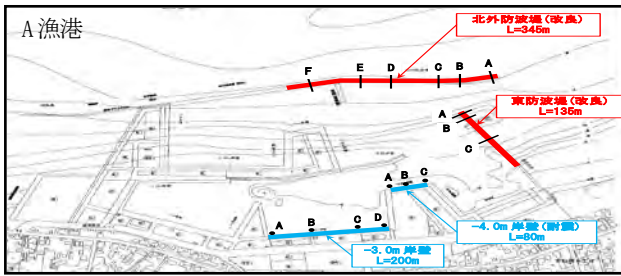 A漁港
北外防波堤(改良)
L=345m
F E D C B A
東防波堤(改良)
L=135m
A
B
C
A B C
-4.0m 岸壁(耐震)
L=80m
A B C D
-3.0m 岸壁
L=200m